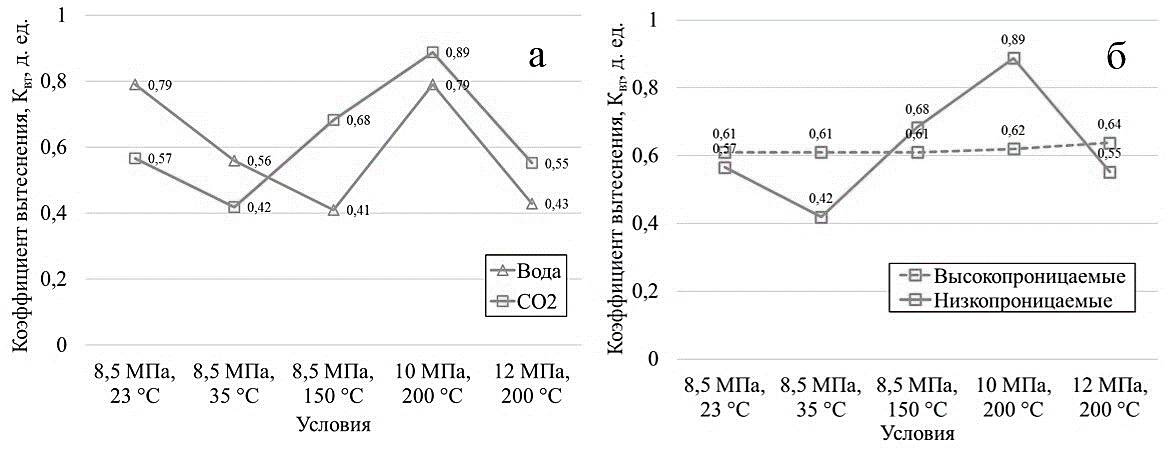 Коэффициент вытеснения, Kвт, д. ед.
1
0,8
0,6
0,4
0,2
0
а
0,79
0,57
0,56
0,42
0,68
0,41
0,89
0,79
0,55
0,43
Вода
CO2
8,5 МПа, 23 °C
8,5 МПа, 35 °C
8,5 МПа, 150 °C
10 МПа, 200 °C
12 МПа, 200 °C
Условия
Коэффициент вытеснения, Kвт, д. ед.
1
0,8
0,6
0,4
0,2
0
б
0,61
0,57
0,61
0,42
0,68
0,61
0,89
0,62
0,64
0,55
Высокопроницаемые
Низкопроницаемые
8,5 МПа, 23 °C
8,5 МПа, 35 °C
8,5 МПа, 150 °C
10 МПа, 200 °C
12 МПа, 200 °C
Условия